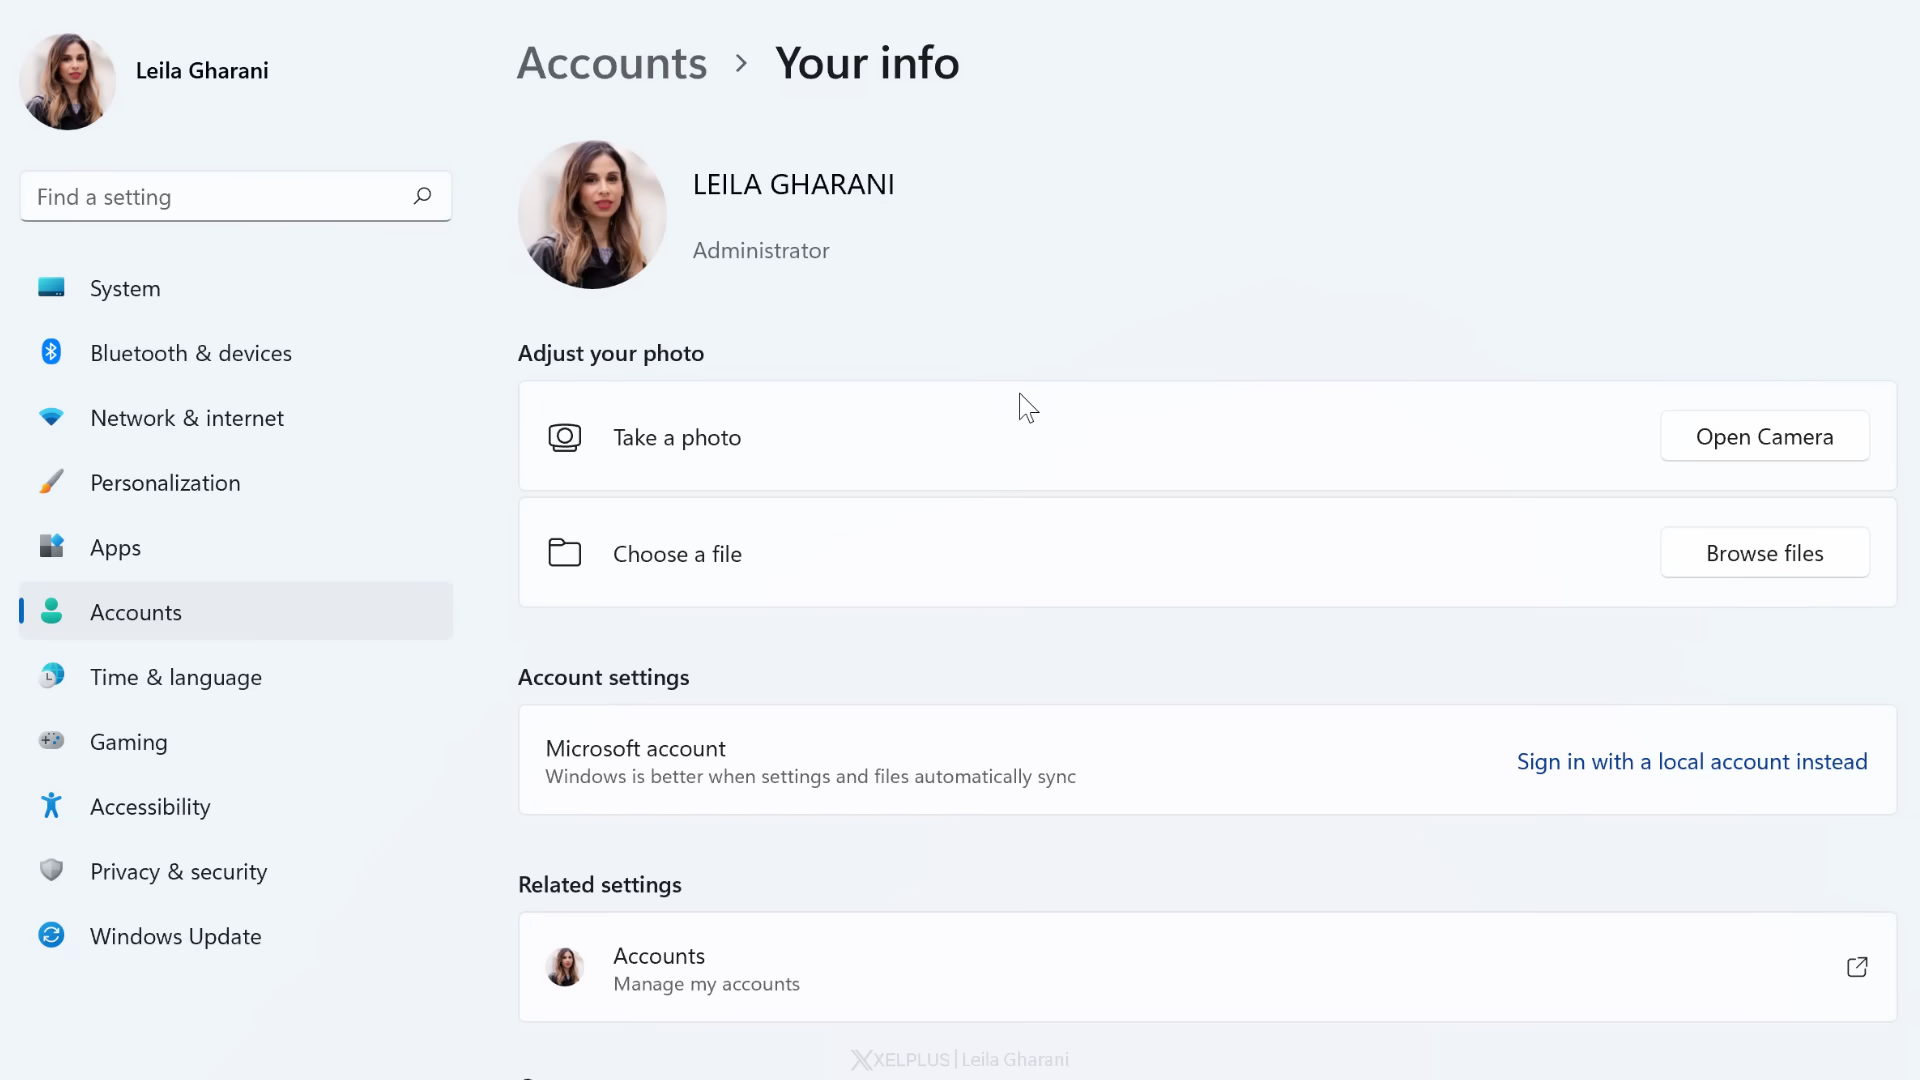 Leila Gharani
Find a setting
System
Bluetooth & devices
Network & internet
Personalization
Apps
Accounts
Time & language
Gaming
Accessibility
Privacy & security
Windows Update
Accounts > Your info
LEILA GHARANI
Administrator
Adjust your photo
Take a photo
Open Camera
Choose a file
Browse files
Account settings
Microsoft account
Windows is better when settings and files automatically sync
Sign in with a local account instead
Related settings
Accounts
Manage my accounts
XELPLUS | Leila Gharani